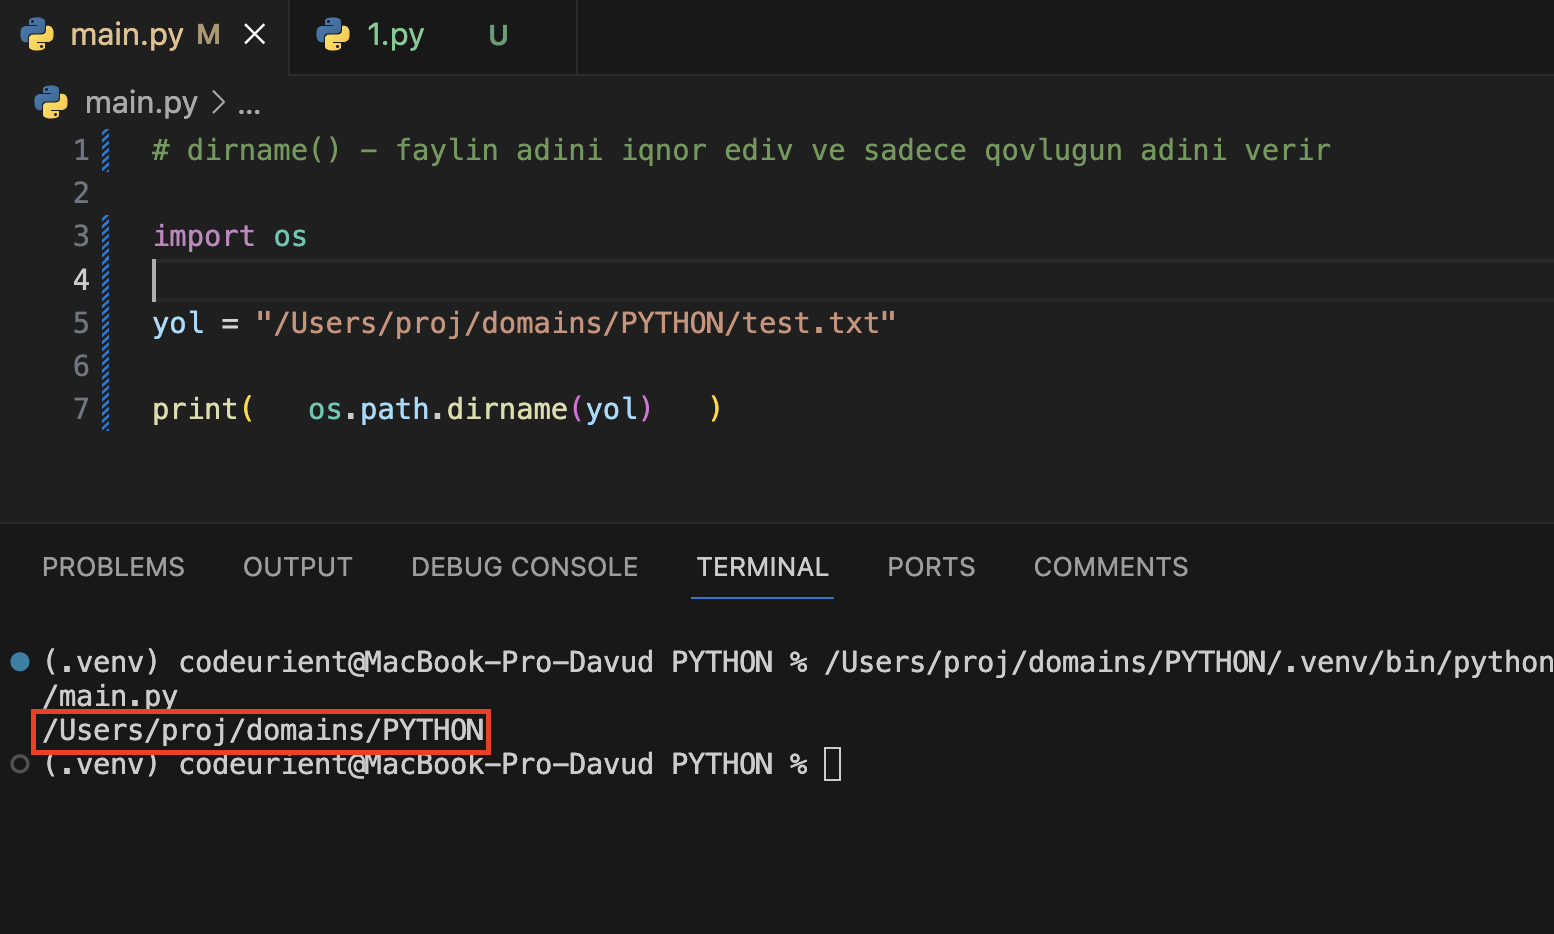 main.py M
1.py U
main.py > ...
1 # dirname() - faylin adini iqnor ediv ve sadece qovlugun adini verir
2
3 import os
4
5 yol = "/Users/proj/domains/PYTHON/test.txt"
6
7 print(   os.path.dirname(yol)   )
PROBLEMS OUTPUT DEBUG CONSOLE TERMINAL PORTS COMMENTS
(.venv) codeurient@MacBook-Pro-Davud PYTHON % /Users/proj/domains/PYTHON/.venv/bin/python
/main.py
/Users/proj/domains/PYTHON
(.venv) codeurient@MacBook-Pro-Davud PYTHON %